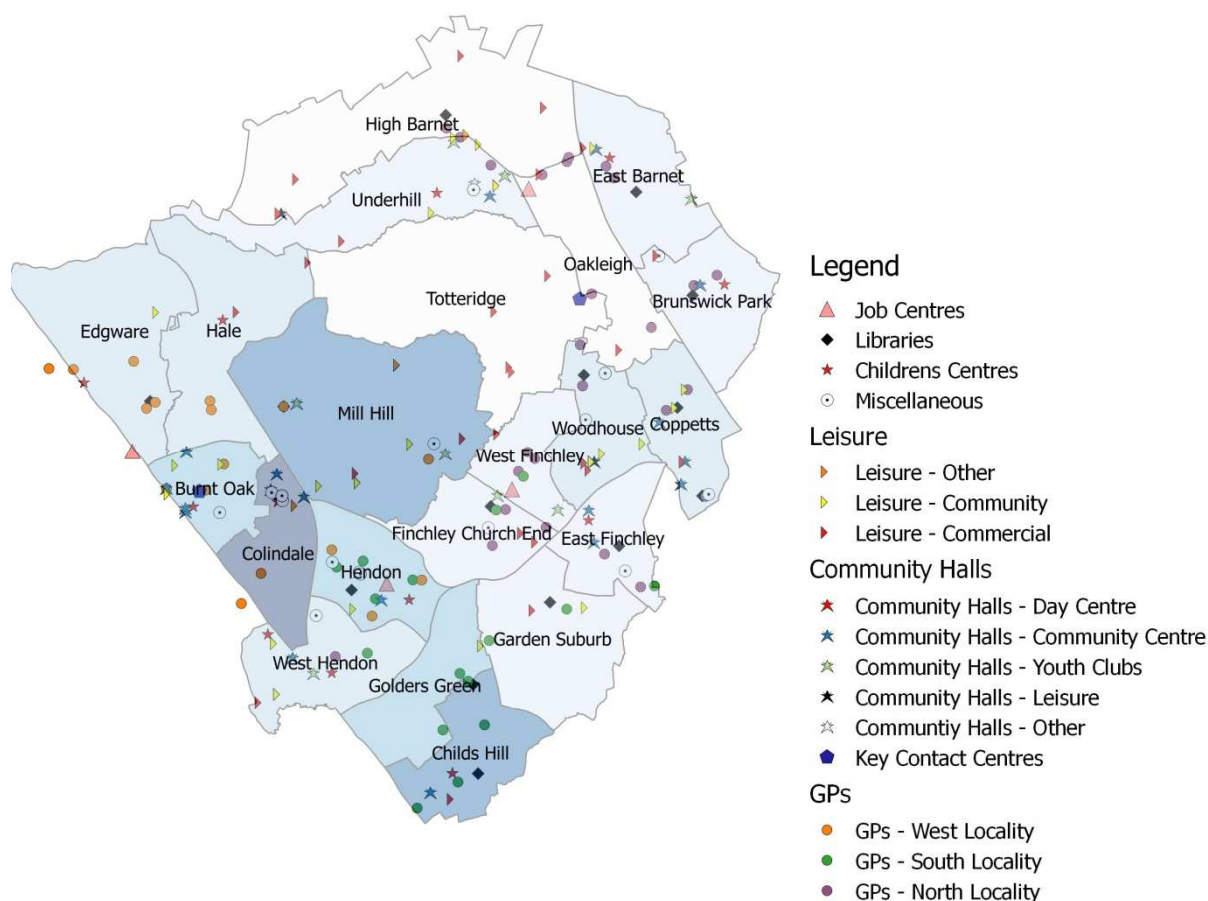 High Barnet
East Barnet
Underhill
Oakleigh
Totteridge
Brunswick Park
Edgware
Hale
Mill Hill
Woodhouse
Coppetts
West Finchley
Burnt Oak
Finchley Church End
East Finchley
Colindale
Hendon
Garden Suburb
West Hendon
Golders Green
Childs Hill
Legend
Job Centres
Libraries
Childrens Centres
Miscellaneous
Leisure
Leisure - Other
Leisure - Community
Leisure - Commercial
Community Halls
Community Halls - Day Centre
Community Halls - Community Centre
Community Halls - Youth Clubs
Community Halls - Leisure
Communtiy Halls - Other
Key Contact Centres
GPs
GPs - West Locality
GPs - South Locality
GPs - North Locality